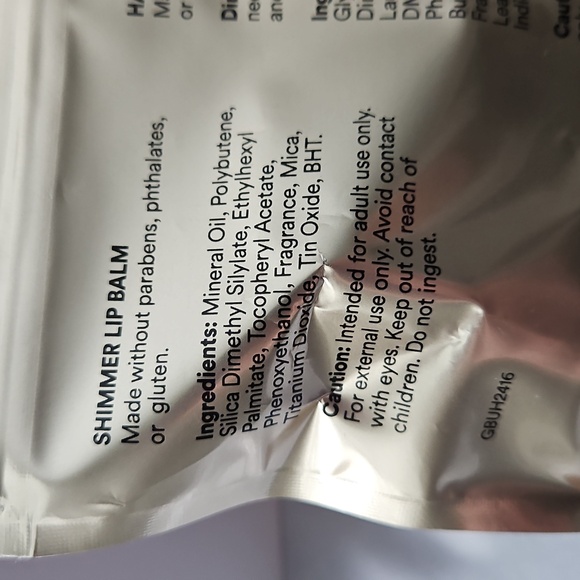 SHIMMER LIP BALM
Made without parabens, phthalates,
or gluten.
Ingredients: Mineral Oil, Polybutene,
Silica Dimethyl Silylate, Ethylhexyl
Palmitate, Tocopheryl Acetate,
Phenoxyethanol, Fragrance, Mica,
Titanium Dioxide, Tin Oxide, BHT.
Caution: Intended for adult use only.
For external use only. Avoid contact
with eyes. Keep out of reach of
children. Do not ingest.
GBUH2416
or